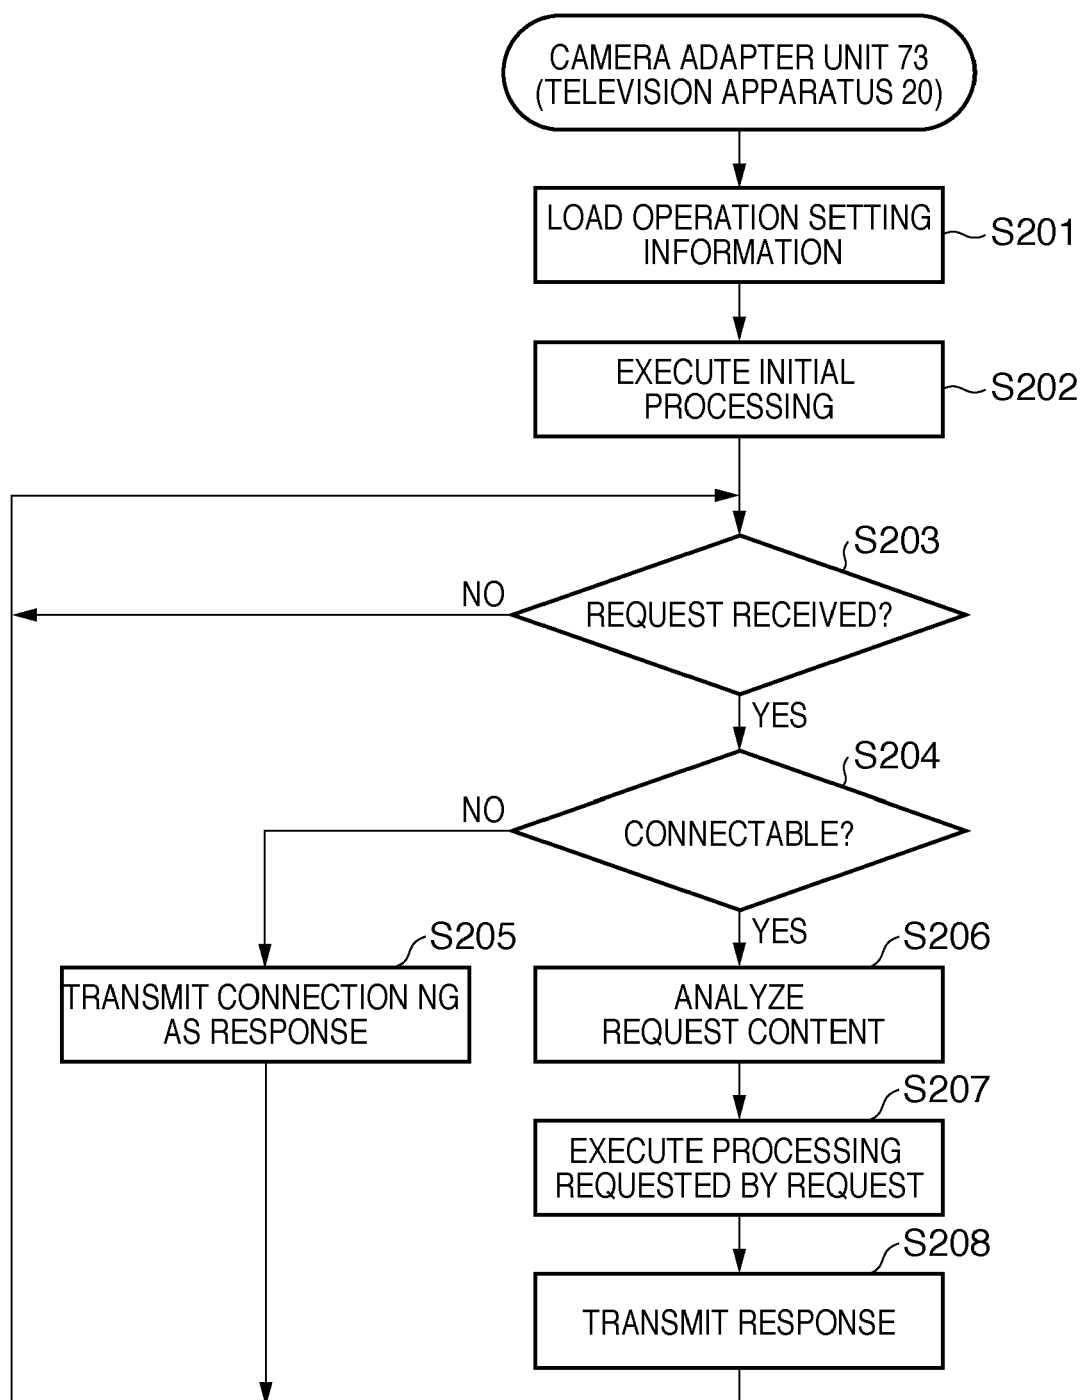 CAMERA ADAPTER UNIT 73
(TELEVISION APPARATUS 20)
LOAD OPERATION SETTING
INFORMATION
S201
EXECUTE INITIAL
PROCESSING
S202
S203
NO
REQUEST RECEIVED?
YES
S204
NO
CONNECTABLE?
YES
S205
S206
TRANSMIT CONNECTION NG
AS RESPONSE
ANALYZE
REQUEST CONTENT
S207
EXECUTE PROCESSING
REQUESTED BY REQUEST
S208
TRANSMIT RESPONSE